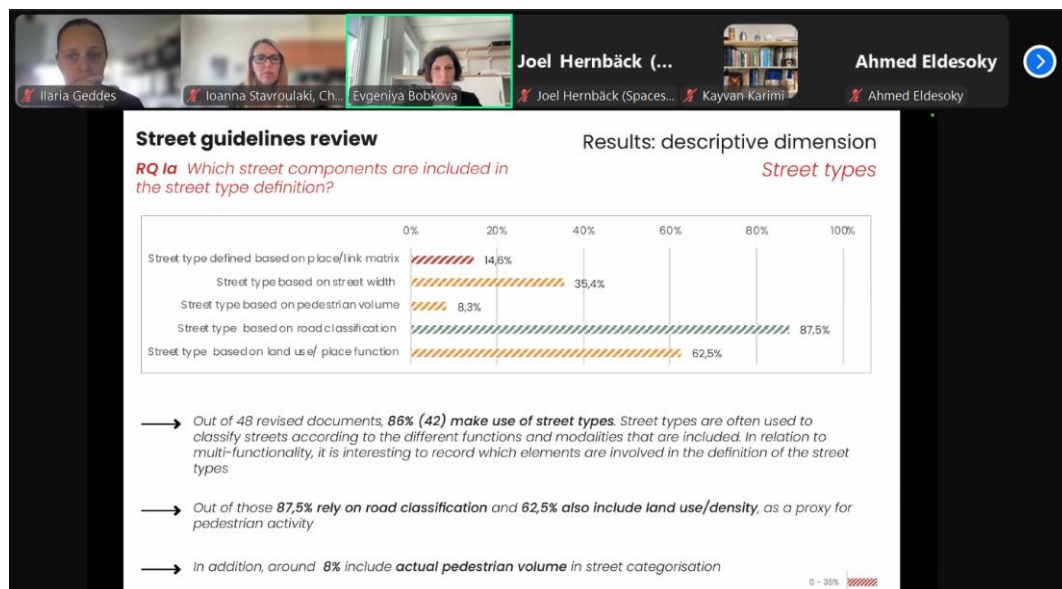 Joel Hernbäck (...
Ahmed Eldesoky
Ilaria Geddes
Ioanna Stavroulaki, Ch...
Evgeniya Bobkova
Joel Hernbäck (Spaces...
Kayvan Karimi
Ahmed Eldesoky
Street guidelines review
Results: descriptive dimension
RQ Ia Which street components are included in
the street type definition?
Street types
0% 20% 40% 60% 80% 100%
Street type defined based on place/link matrix 14,6%
Street type based on street width 35,4%
Street type based on pedestrian volume 8,3%
Street type based on road classification 87,5%
Street type based on land use/ place function 62,5%
Out of 48 revised documents, 86% (42) make use of street types. Street types are often used to
classify streets according to the different functions and modalities that are included. In relation to
multi-functionality, it is interesting to record which elements are involved in the definition of the street
types
Out of those 87,5% rely on road classification and 62,5% also include land use/density, as a proxy for
pedestrian activity
In addition, around 8% include actual pedestrian volume in street categorisation
0 - 35%